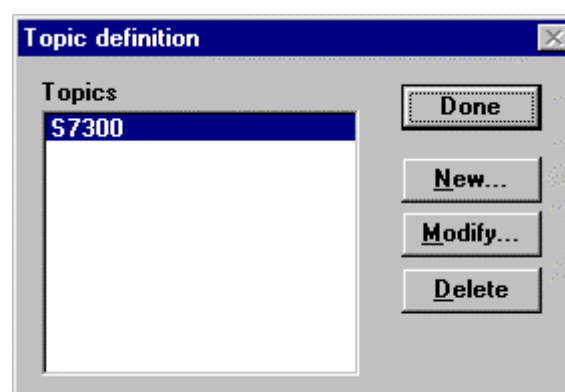 Topic definition
Topics
S7300
Done
New...
Modify...
Delete